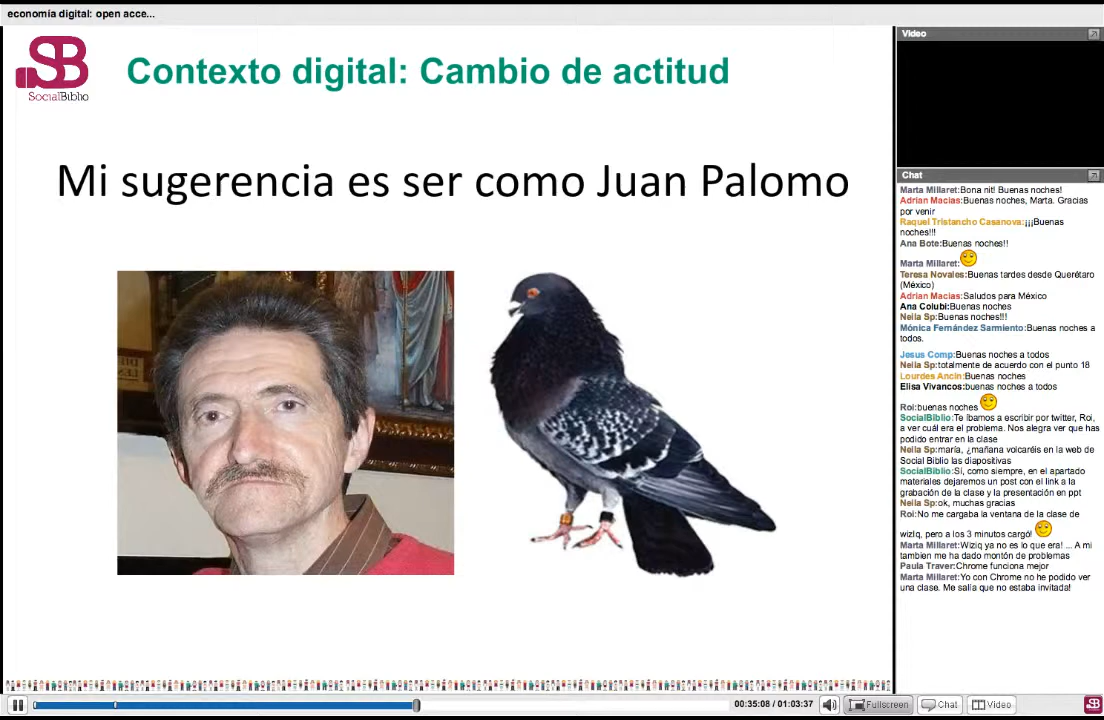 economía digital: open acce...
SB
SocialBiblio
Contexto digital: Cambio de actitud
Mi sugerencia es ser como Juan Palomo
Video
Chat
Marta Millaret:Bona nit! Buenas noches!
Adrian Macias:Buenas noches, Marta. Gracias
por venir
Raquel Tristancho Casanova:¡¡¡Buenas
noches!!!
Ana Bote:Buenas noches!!
Marta Millaret:
Teresa Novales:Buenas tardes desde Querétaro
(México)
Adrian Macias:Saludos para México
Ana Colubi:Buenas noches
Neila Sp:Buenas noches!!!
Mónica Fernández Sarmiento:Buenas noches a
todos.
Jesus Comp:Buenas noches a todos
Neila Sp:totalmente de acuerdo con el punto 18
Lourdes Ancin:Buenas noches
Elisa Vivancos:buenas noches a todos
Roi:buenas noches
SocialBiblio:Te íbamos a escribir por twitter, Roi,
a ver cuál era el problema. Nos alegra ver que has
podido entrar en la clase
Neila Sp:maría, ¿mañana volcaréis en la web de
Social Biblio las diapositivas
SocialBiblio:Sí, como siempre, en el apartado
materiales dejaremos un post con el link a la
grabación de la clase y la presentación en ppt
Neila Sp:ok, muchas gracias
Roi:No me cargaba la ventana de la clase de
wizIq, pero a los 3 minutos cargó!
Marta Millaret:Wiziq ya no es lo que era! ... A mi
tambien me ha dado montón de problemas
Paula Traver:Chrome funciona mejor
Marta Millaret:Yo con Chrome no he podido ver
una clase. Me salia que no estaba invitada!
00:35:08 / 01:03:37
Fullscreen
Chat
Video
SB